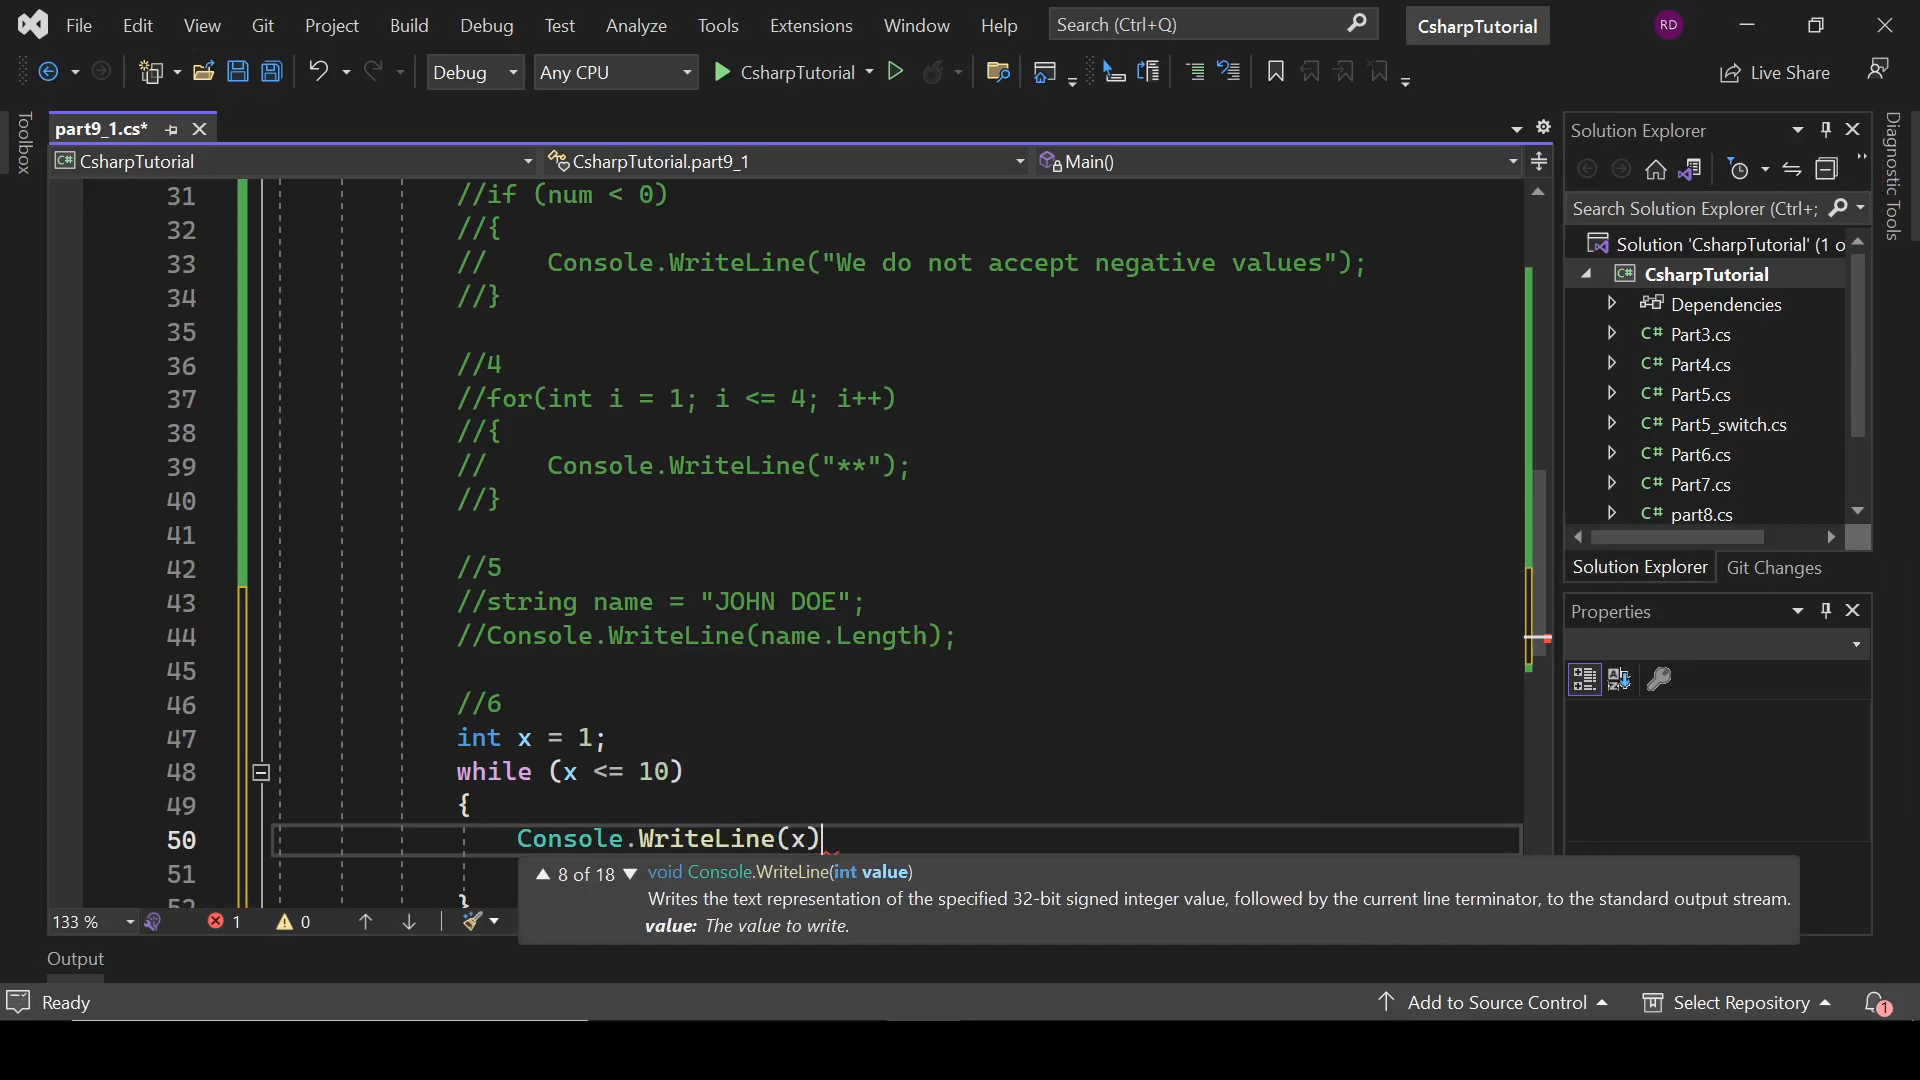 File Edit View Git Project Build Debug Test Analyze Tools Extensions Window Help Search (Ctrl+Q) CsharpTutorial RD
Debug Any CPU CsharpTutorial Live Share
Toolbox
part9_1.cs*
CsharpTutorial CsharpTutorial.part9_1 Main()
31 //if (num < 0)
32 //{
33 //    Console.WriteLine("We do not accept negative values");
34 //}
35
36 //4
37 //for(int i = 1; i <= 4; i++)
38 //{
39 //    Console.WriteLine("**");
40 //}
41
42 //5
43 //string name = "JOHN DOE";
44 //Console.WriteLine(name.Length);
45
46 //6
47 int x = 1;
48 while (x <= 10)
49 {
50     Console.WriteLine(x)
51
52 }
8 of 18 void Console.WriteLine(int value)
Writes the text representation of the specified 32-bit signed integer value, followed by the current line terminator, to the standard output stream.
value: The value to write.
133 % 1 0
Solution Explorer
Search Solution Explorer (Ctrl+;
Solution 'CsharpTutorial' (1 o
C# CsharpTutorial
Dependencies
C# Part3.cs
C# Part4.cs
C# Part5.cs
C# Part5_switch.cs
C# Part6.cs
C# Part7.cs
C# part8.cs
Solution Explorer Git Changes
Properties
Diagnostic Tools
Output
Ready Add to Source Control Select Repository 1